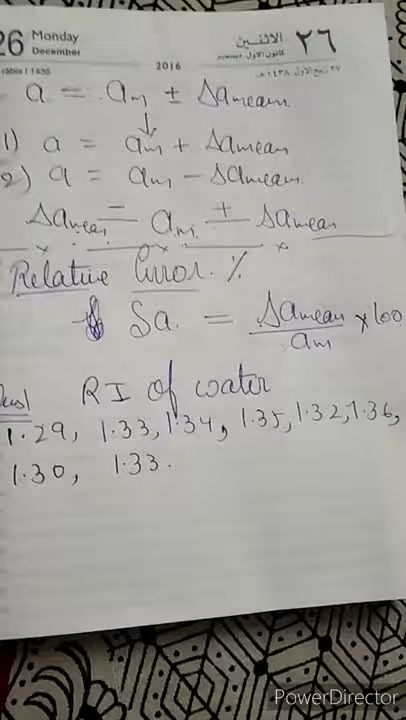 26 Monday
December
2016
الاثنين
٢٦
a = am ± Δamean
↓
1) a = am + Δamean
2) a = am - Δamean
Δamean = am ± Δamean
Relative Error %
δa = Δamean/am × 100
RI of water
1.29, 1.33, 1.34, 1.35, 1.32, 1.36,
1.30, 1.33.
PowerDirector